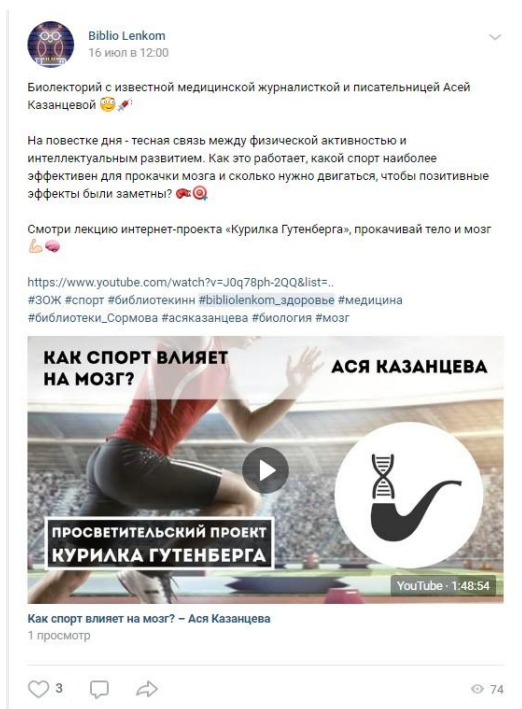 Biblio Lenkom
16 июл в 12:00
Биолекторий с известной медицинской журналисткой и писательницей Асей
Казанцевой
На повестке дня - тесная связь между физической активностью и
интеллектуальным развитием. Как это работает, какой спорт наиболее
эффективен для прокачки мозга и сколько нужно двигаться, чтобы позитивные
эффекты были заметны?
Смотри лекцию интернет-проекта «Курилка Гутенберга», прокачивай тело и мозг
https://www.youtube.com/watch?v=J0q78ph-2QQ&list=..
#ЗОЖ #спорт #библиотекинн #bibliolenkom_здоровье #медицина
#библиотеки_Сормова #асяказанцева #биология #мозг
КАК СПОРТ ВЛИЯЕТ
НА МОЗГ?
АСЯ КАЗАНЦЕВА
ПРОСВЕТИТЕЛЬСКИЙ ПРОЕКТ
КУРИЛКА ГУТЕНБЕРГА
YouTube · 1:48:54
Как спорт влияет на мозг? – Ася Казанцева
1 просмотр
3
74